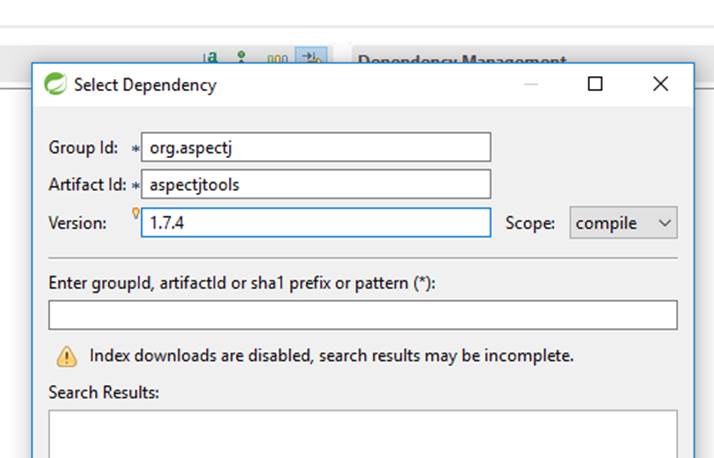 Dependency Management
Select Dependency
Group Id: * org.aspectj
Artifact Id: * aspectjtools
Version: 1.7.4 Scope: compile
Enter groupId, artifactId or sha1 prefix or pattern (*):
Index downloads are disabled, search results may be incomplete.
Search Results: